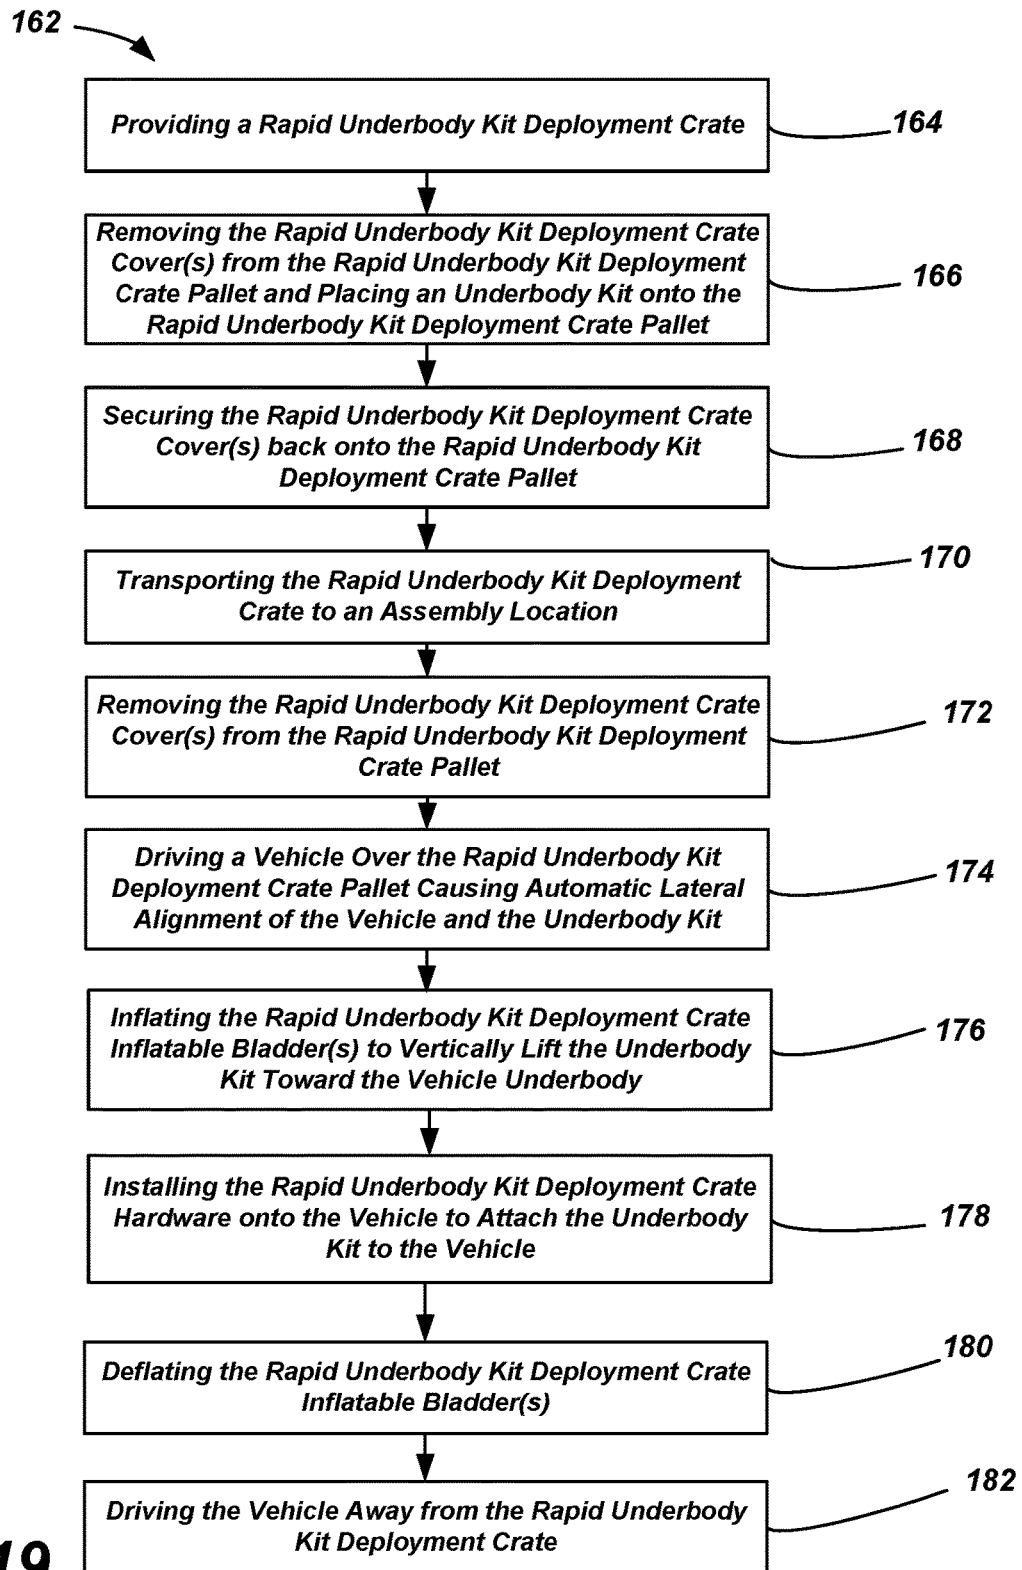 162
Providing a Rapid Underbody Kit Deployment Crate
164
Removing the Rapid Underbody Kit Deployment Crate
Cover(s) from the Rapid Underbody Kit Deployment
Crate Pallet and Placing an Underbody Kit onto the
Rapid Underbody Kit Deployment Crate Pallet
166
Securing the Rapid Underbody Kit Deployment Crate
Cover(s) back onto the Rapid Underbody Kit
Deployment Crate Pallet
168
Transporting the Rapid Underbody Kit Deployment
Crate to an Assembly Location
170
Removing the Rapid Underbody Kit Deployment Crate
Cover(s) from the Rapid Underbody Kit Deployment
Crate Pallet
172
Driving a Vehicle Over the Rapid Underbody Kit
Deployment Crate Pallet Causing Automatic Lateral
Alignment of the Vehicle and the Underbody Kit
174
Inflating the Rapid Underbody Kit Deployment Crate
Inflatable Bladder(s) to Vertically Lift the Underbody
Kit Toward the Vehicle Underbody
176
Installing the Rapid Underbody Kit Deployment Crate
Hardware onto the Vehicle to Attach the Underbody
Kit to the Vehicle
178
Deflating the Rapid Underbody Kit Deployment Crate
Inflatable Bladder(s)
180
Driving the Vehicle Away from the Rapid Underbody
Kit Deployment Crate
182
19